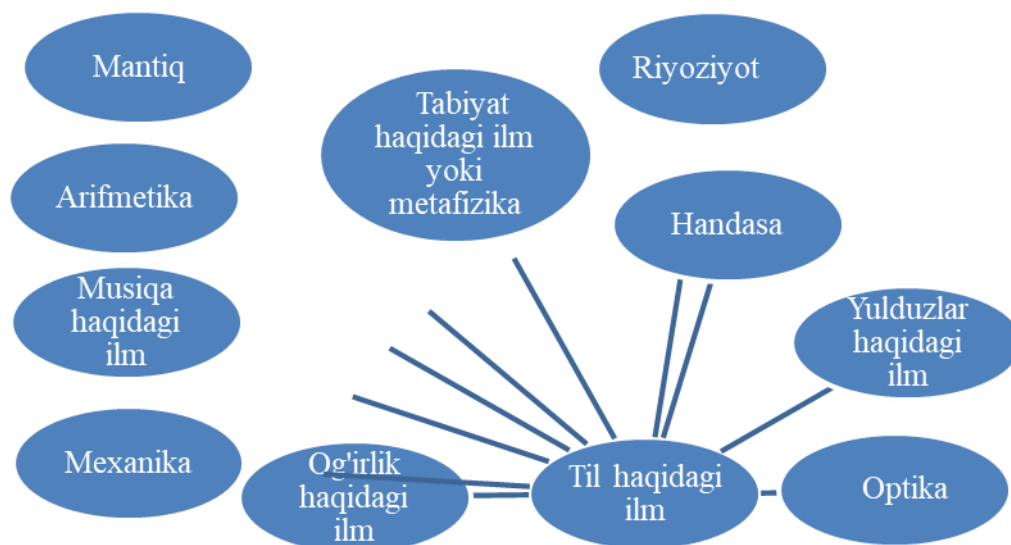 Mantiq
Riyoziyot
Tabiyat
haqidagi ilm
yoki
metafizika
Arifmetika
Handasa
Musiqa
haqidagi
ilm
Yulduzlar
haqidagi
ilm
Mexanika
Og'irlik
haqidagi
ilm
Til haqidagi
ilm
Optika